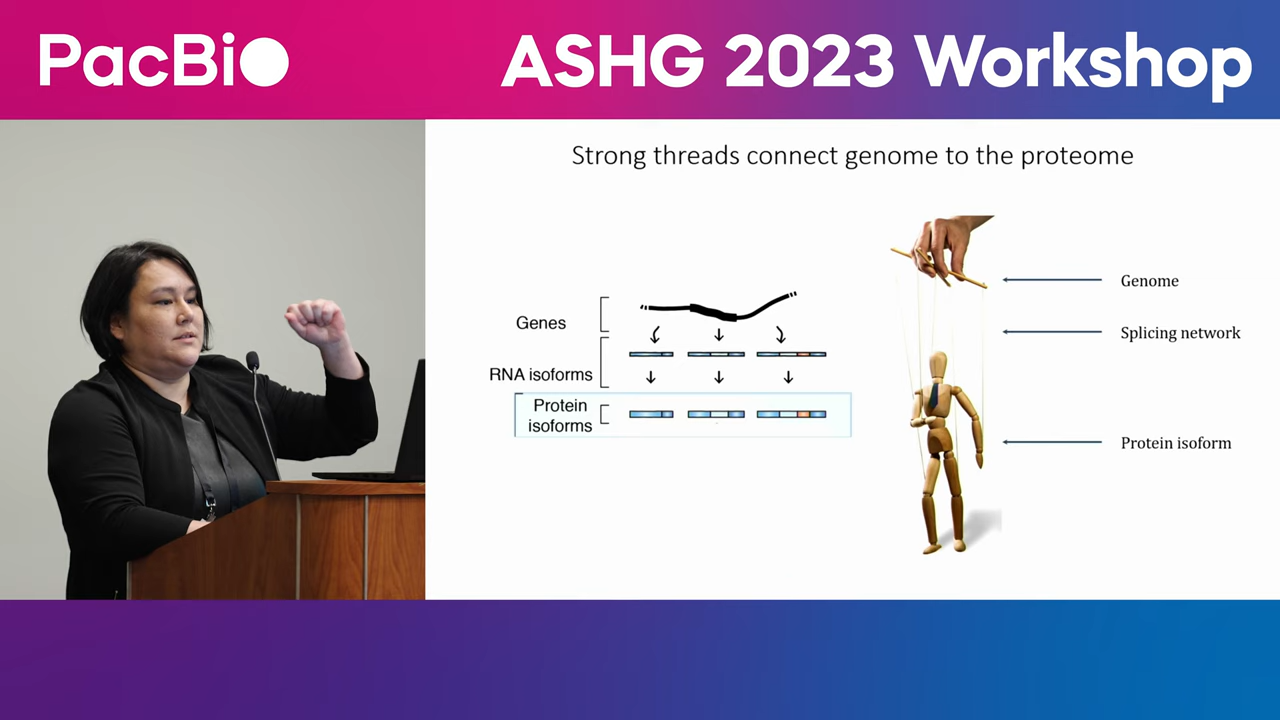 PacBio
ASHG 2023 Workshop
Strong threads connect genome to the proteome
Genes
RNA isoforms
Protein
isoforms
Genome
Splicing network
Protein isoform